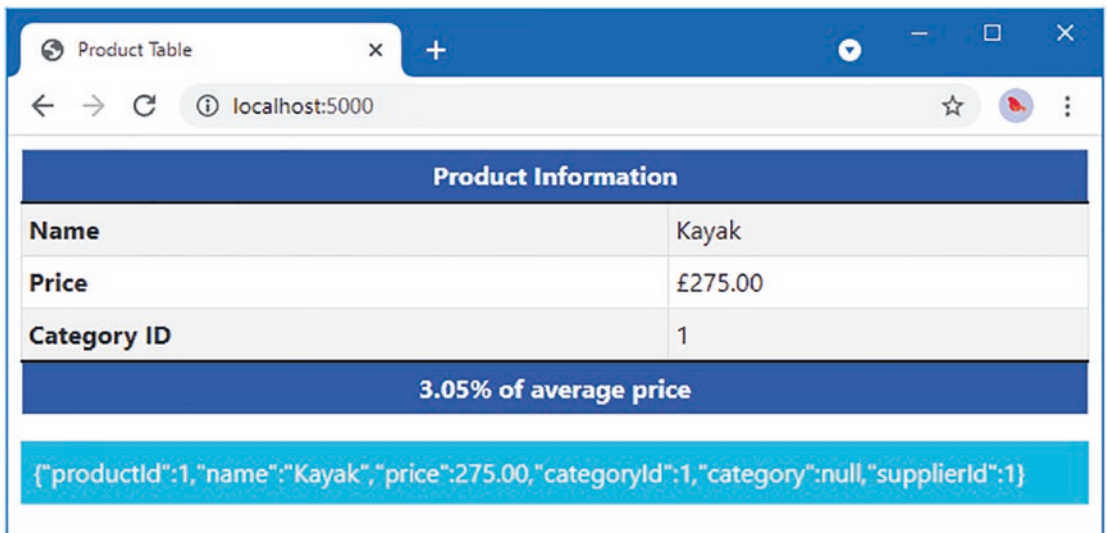 Product Table
localhost:5000
Product Information
Name Kayak
Price £275.00
Category ID 1
3.05% of average price
{"productId":1,"name":"Kayak","price":275.00,"categoryId":1,"category":null,"supplierId":1}